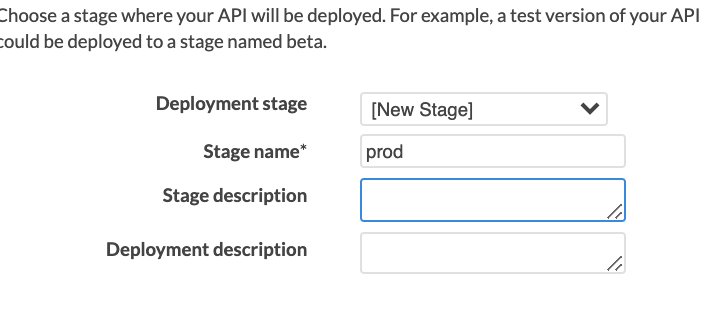 Choose a stage where your API will be deployed. For example, a test version of your API
could be deployed to a stage named beta.
Deployment stage [New Stage]
Stage name* prod
Stage description
Deployment description